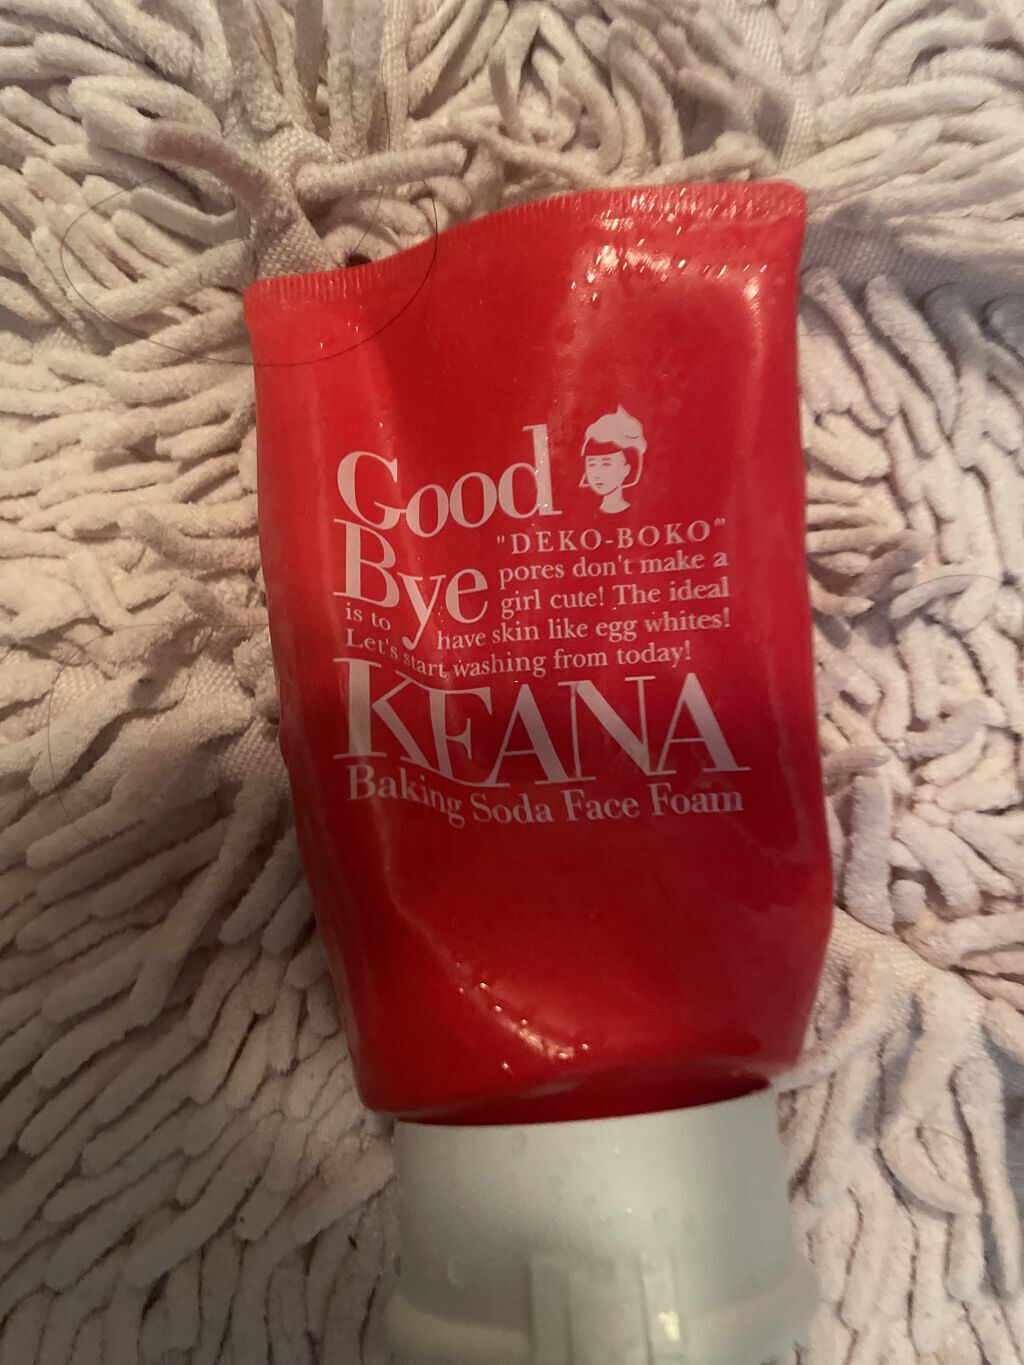 Good
Bye
"DEKO-BOKO"
pores don't make a
girl cute! The ideal
is to have skin like egg whites!
Let's start washing from today!
KEANA
Baking Soda Face Foam